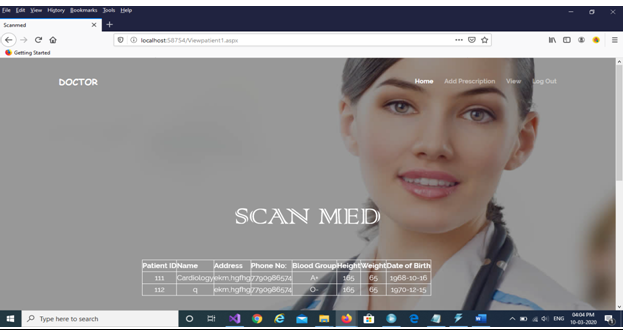 File Edit View History Bookmarks Tools Help
Scanmed
localhost:58754/Viewpatient1.aspx
Getting Started
DOCTOR
Home Add Prescription View Log Out
SCAN MED
Patient ID Name Address Phone No: Blood Group Height Weight Date of Birth
111 Cardiology ekm,hgfhg 7790986574 A+ 165 65 1968-10-16
112 q ekm,hgfhg 7790986574 O- 165 65 1970-12-15
Type here to search
ENG
04:04 PM
10-03-2020